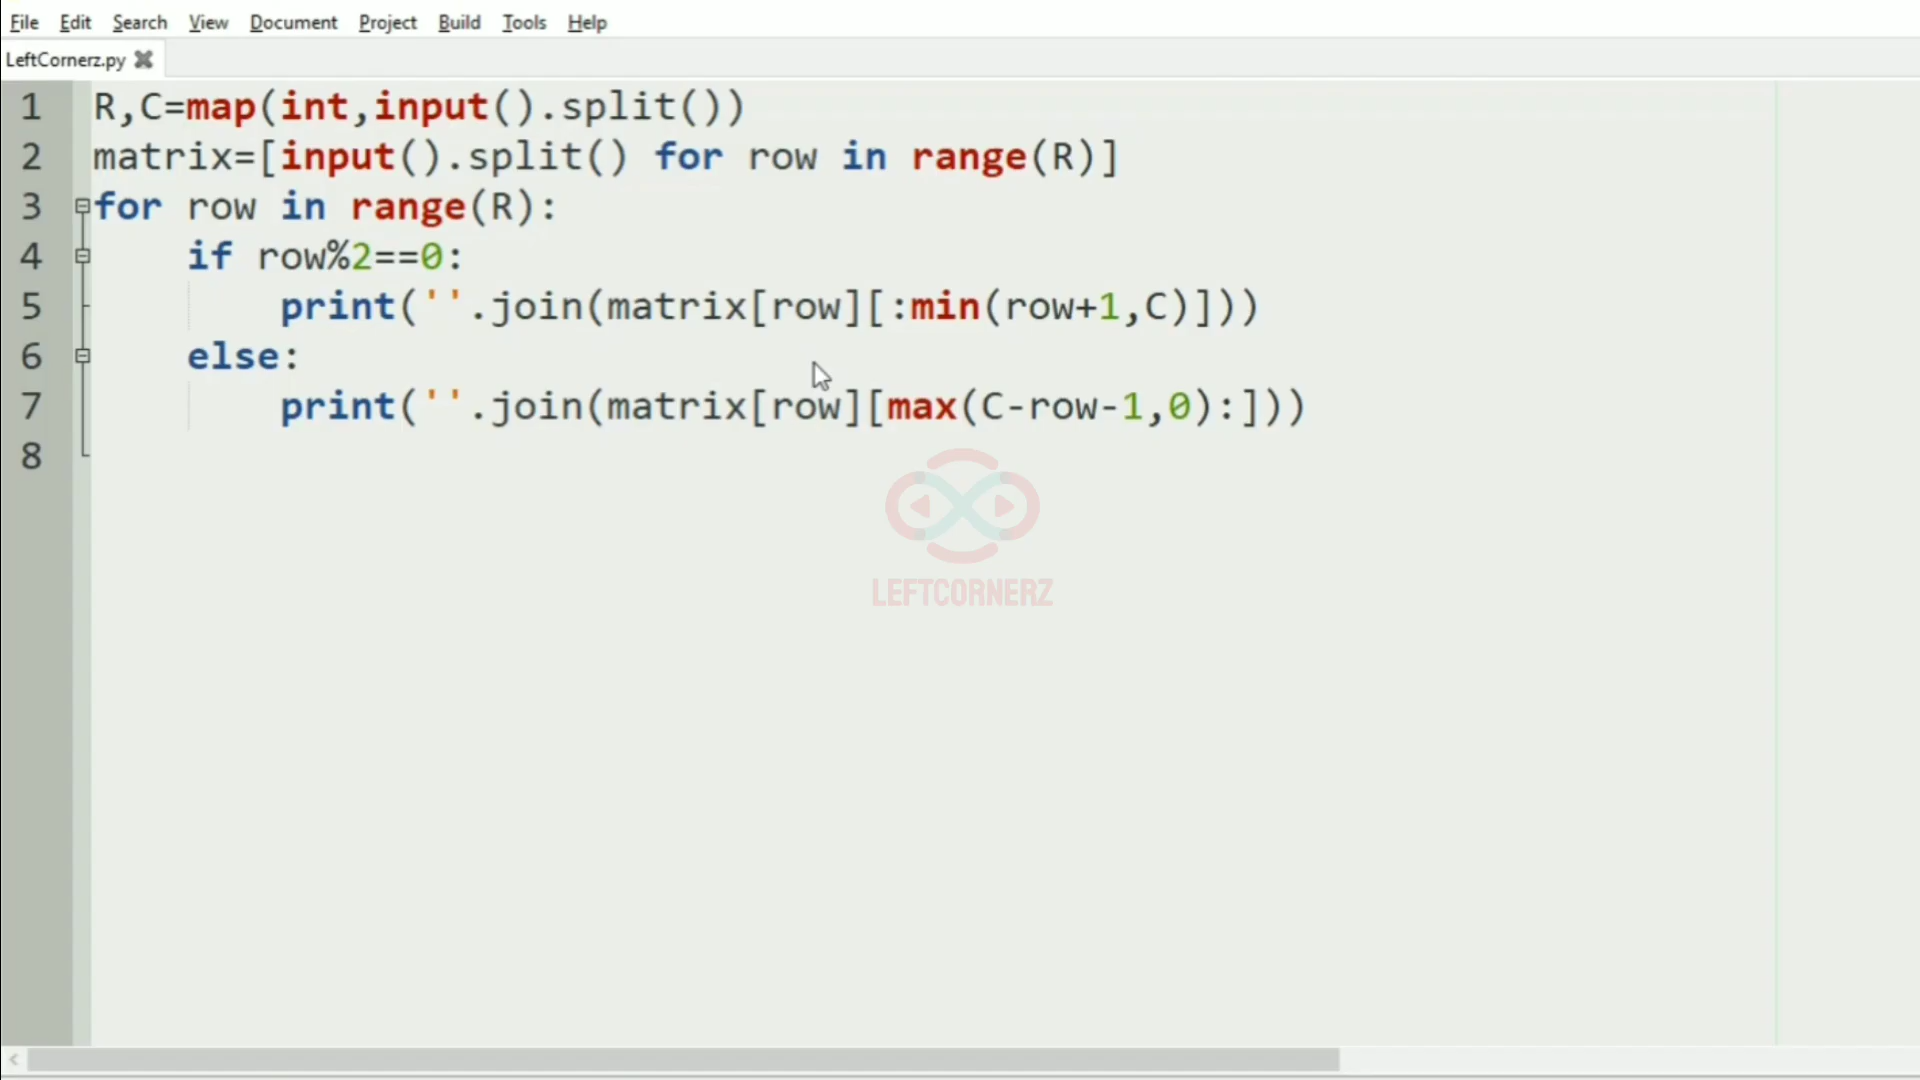 File Edit Search View Document Project Build Tools Help
LeftCornerz.py
1 R,C=map(int,input().split())
2 matrix=[input().split() for row in range(R)]
3 for row in range(R):
4 if row%2==0:
5 print(''.join(matrix[row][:min(row+1,C)]))
6 else:
7 print(''.join(matrix[row][max(C-row-1,0):]))
8
LEFTCORNERZ